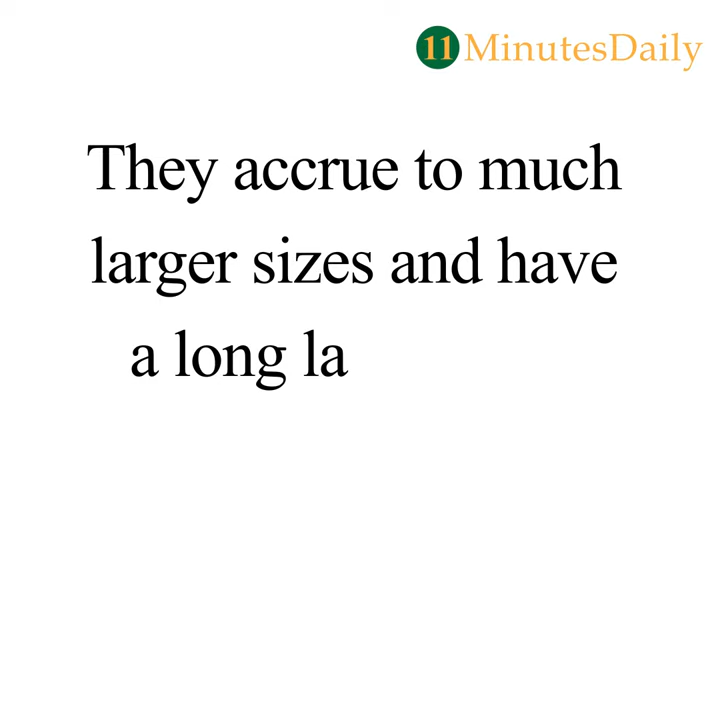 11 MinutesDaily
They accrue to much
larger sizes and have
a long la